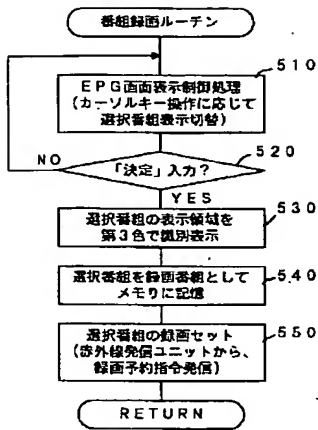 番組録画ルーチン
510
EPG画面表示制御処理
(カーソルキー操作に応じて
選択番組表示切替)
520
NO
「決定」入力?
YES
530
選択番組の表示領域を
第3色で識別表示
540
選択番組を録画番組として
メモリに記憶
550
選択番組の録画セット
(赤外線発信ユニットから、
録画予約指令発信)
RETURN